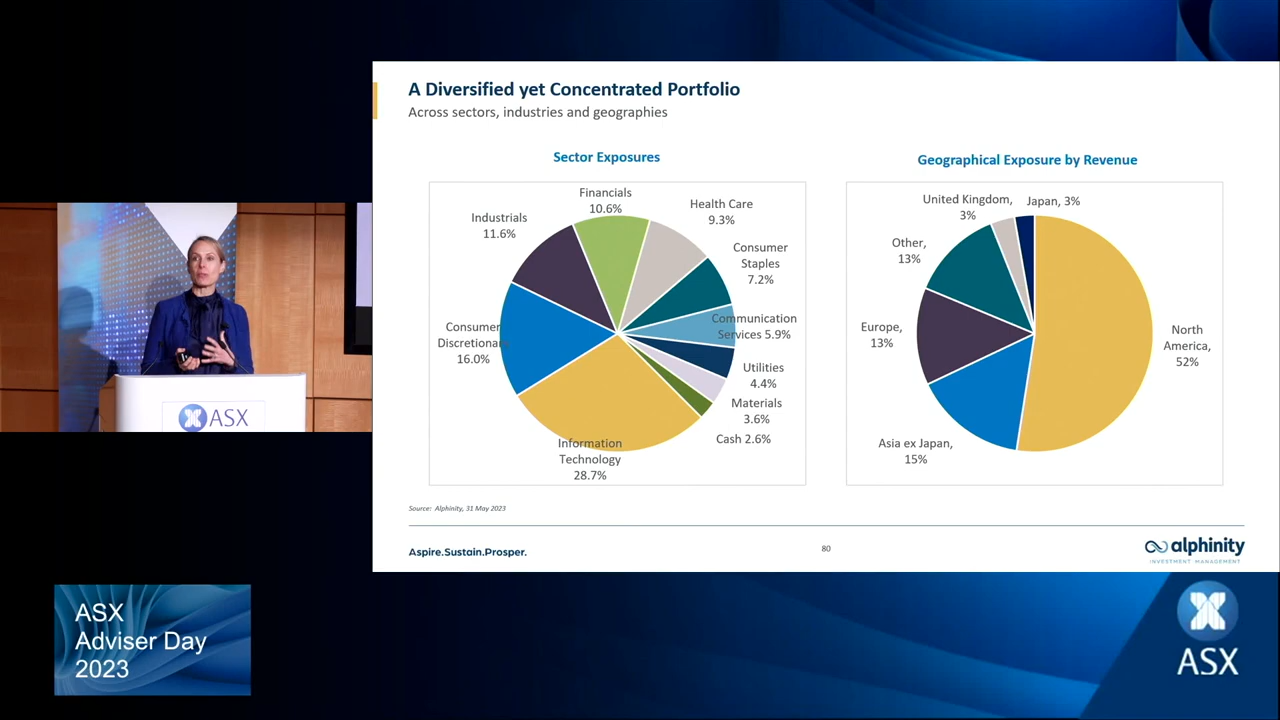 A Diversified yet Concentrated Portfolio
Across sectors, industries and geographies
Sector Exposures
Financials
10.6%
Health Care
9.3%
Industrials
11.6%
Consumer
Staples
7.2%
Communication
Services 5.9%
Consumer
Discretionary
16.0%
Utilities
4.4%
Materials
3.6%
Cash 2.6%
Information
Technology
28.7%
Geographical Exposure by Revenue
United Kingdom,
3%
Japan, 3%
Other,
13%
Europe,
13%
North
America,
52%
Asia ex Japan,
15%
Source: Alphinity, 31 May 2023
Aspire.Sustain.Prosper.
80
alphinity
INVESTMENT MANAGEMENT
ASX
ASX
Adviser Day
2023
ASX